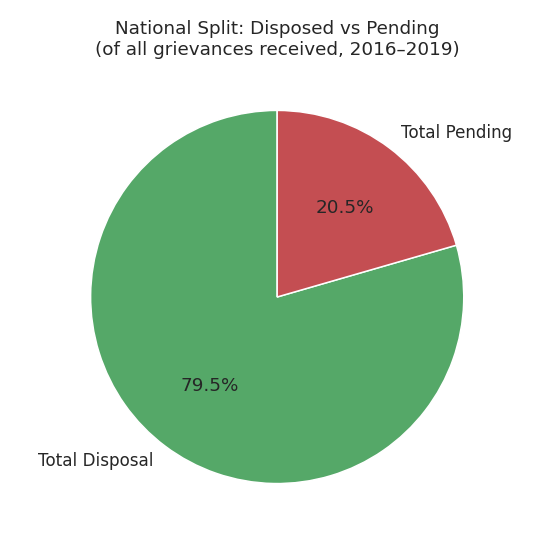 National Split: Disposed vs Pending
(of all grievances received, 2016–2019)
Total Pending
20.5%
79.5%
Total Disposal